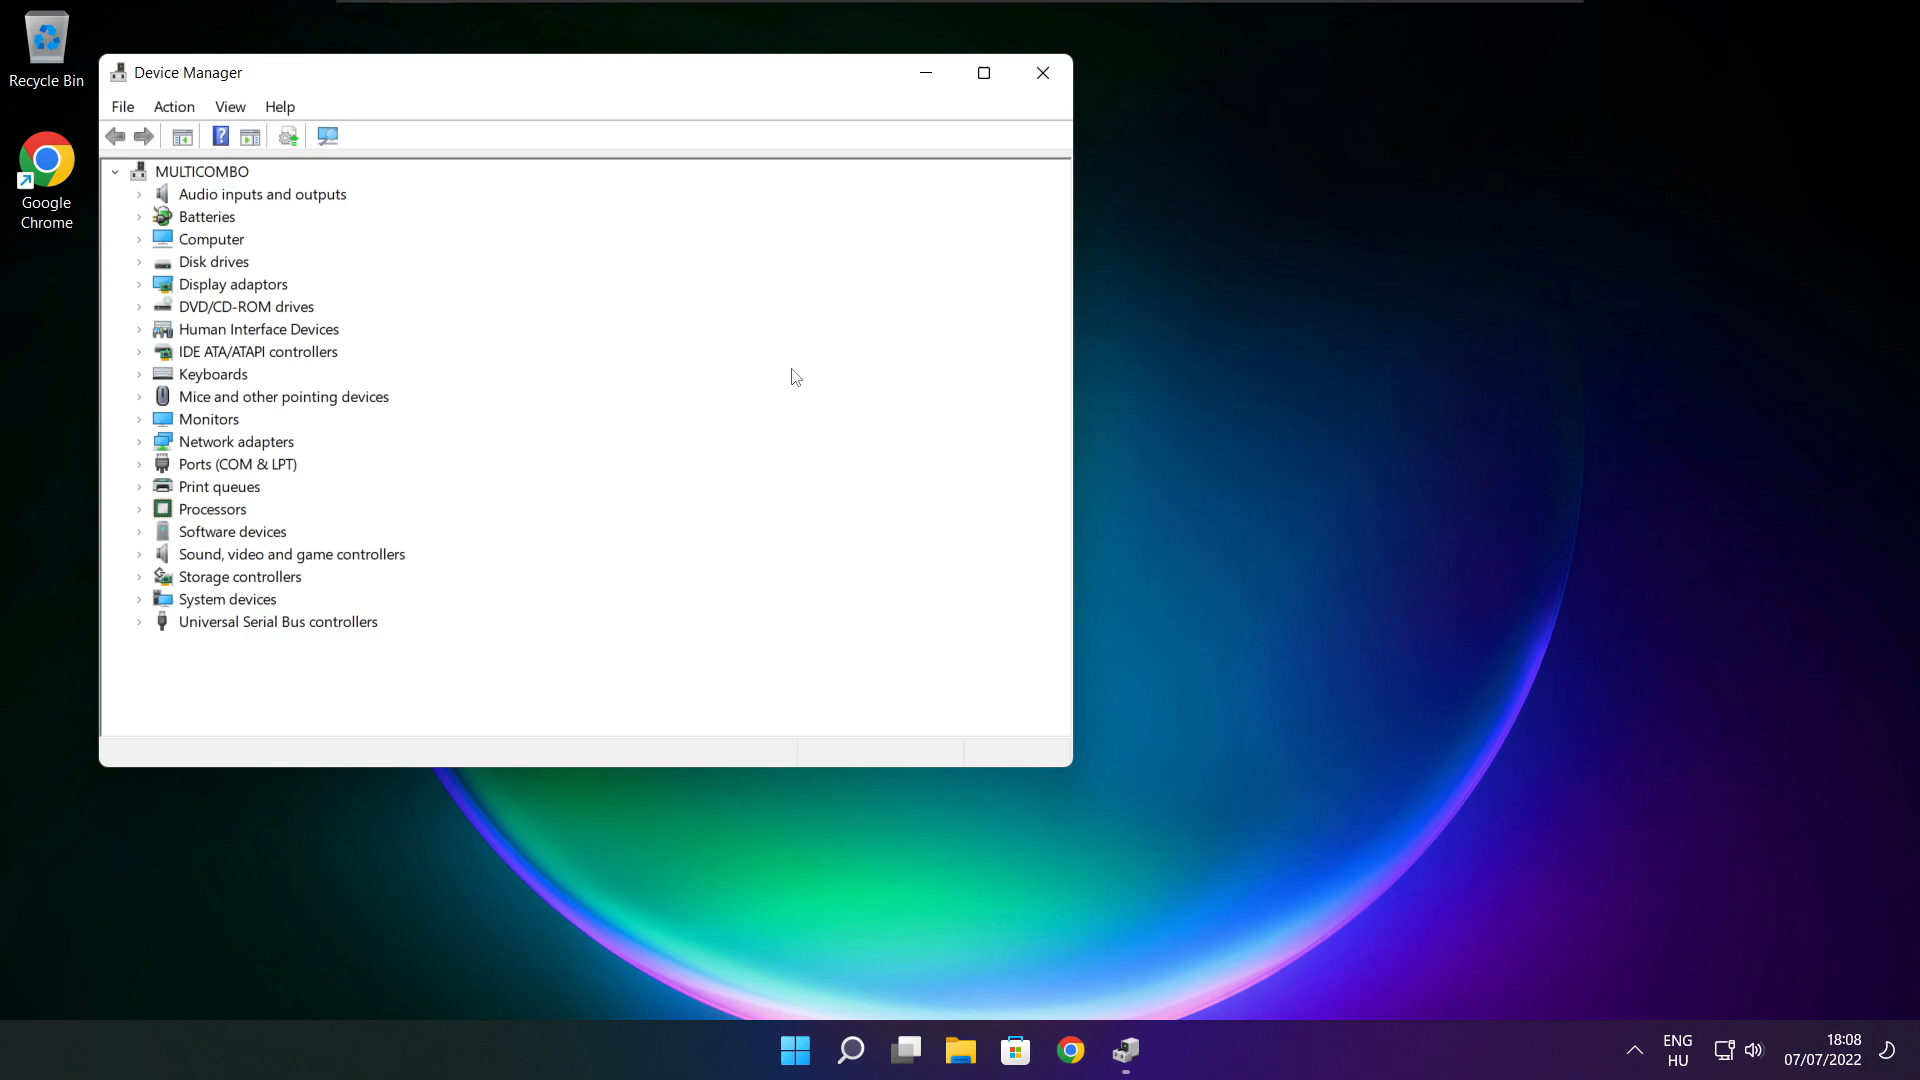 Recycle Bin
Google
Chrome
Device Manager
File Action View Help
MULTICOMBO
Audio inputs and outputs
Batteries
Computer
Disk drives
Display adaptors
DVD/CD-ROM drives
Human Interface Devices
IDE ATA/ATAPI controllers
Keyboards
Mice and other pointing devices
Monitors
Network adapters
Ports (COM & LPT)
Print queues
Processors
Software devices
Sound, video and game controllers
Storage controllers
System devices
Universal Serial Bus controllers
ENG
HU
18:08
07/07/2022